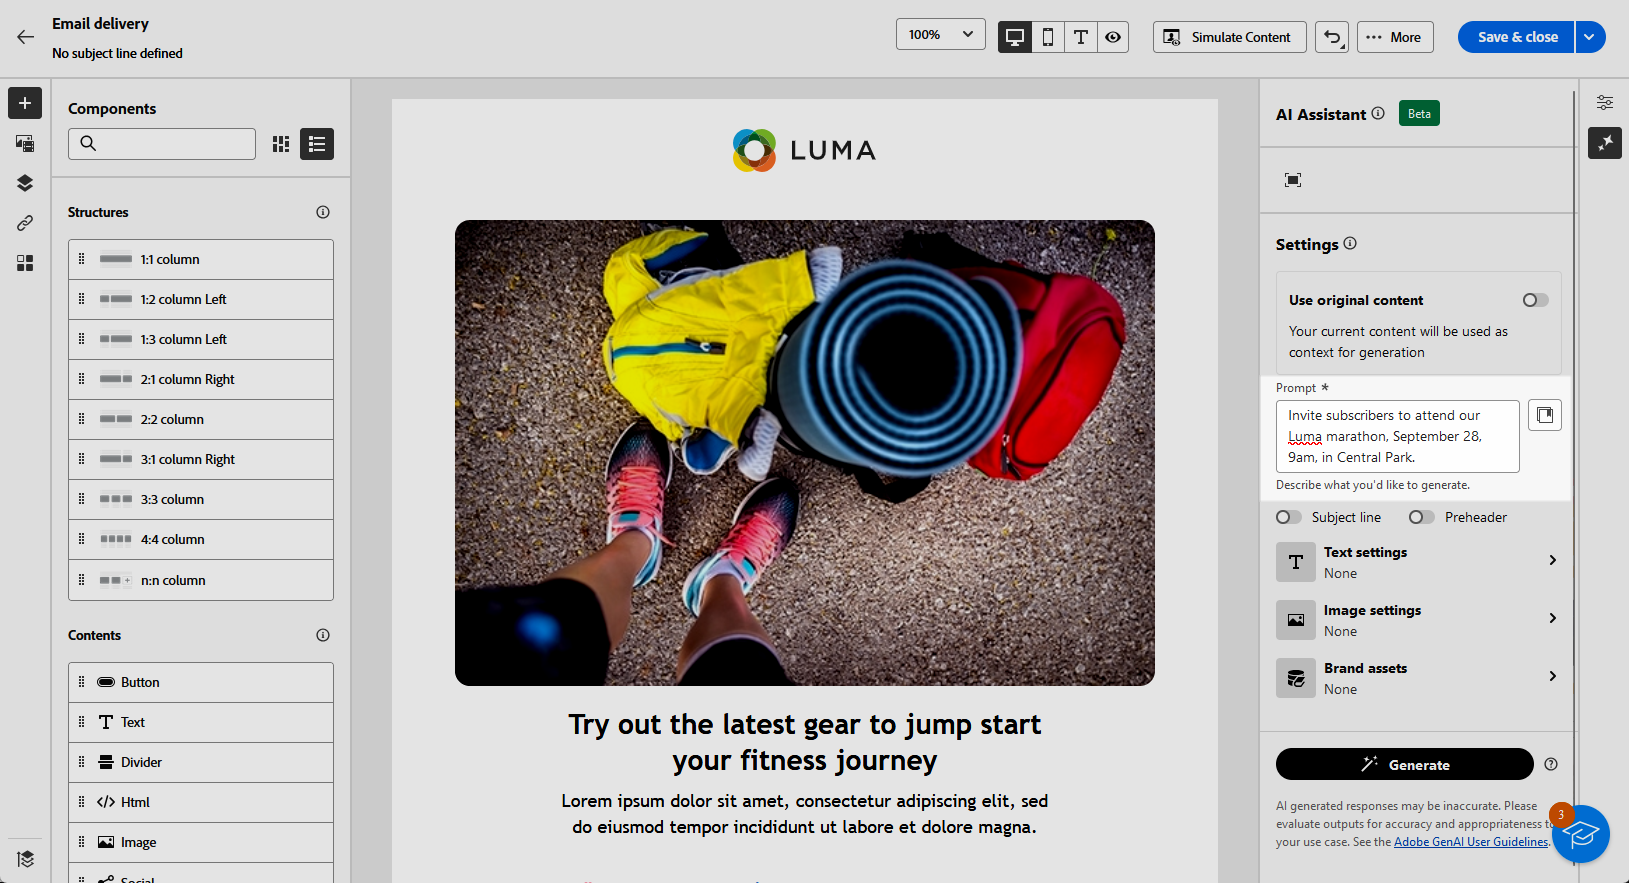 Email delivery
No subject line defined
100%
Simulate Content
More
Save & close
Components
Structures
1:1 column
1:2 column Left
1:3 column Left
2:1 column Right
2:2 column
3:1 column Right
3:3 column
4:4 column
n:n column
Contents
Button
Text
Divider
Html
Image
Social
LUMA
Try out the latest gear to jump start
your fitness journey
Lorem ipsum dolor sit amet, consectetur adipiscing elit, sed
do eiusmod tempor incididunt ut labore et dolore magna.
AI Assistant
Beta
Settings
Use original content
Your current content will be used as
context for generation
Prompt *
Invite subscribers to attend our
Luma marathon, September 28,
9am, in Central Park.
Describe what you'd like to generate.
Subject line
Preheader
Text settings
None
Image settings
None
Brand assets
None
Generate
AI generated responses may be inaccurate. Please
evaluate outputs for accuracy and appropriateness to
your use case. See the Adobe GenAI User Guidelines.
3